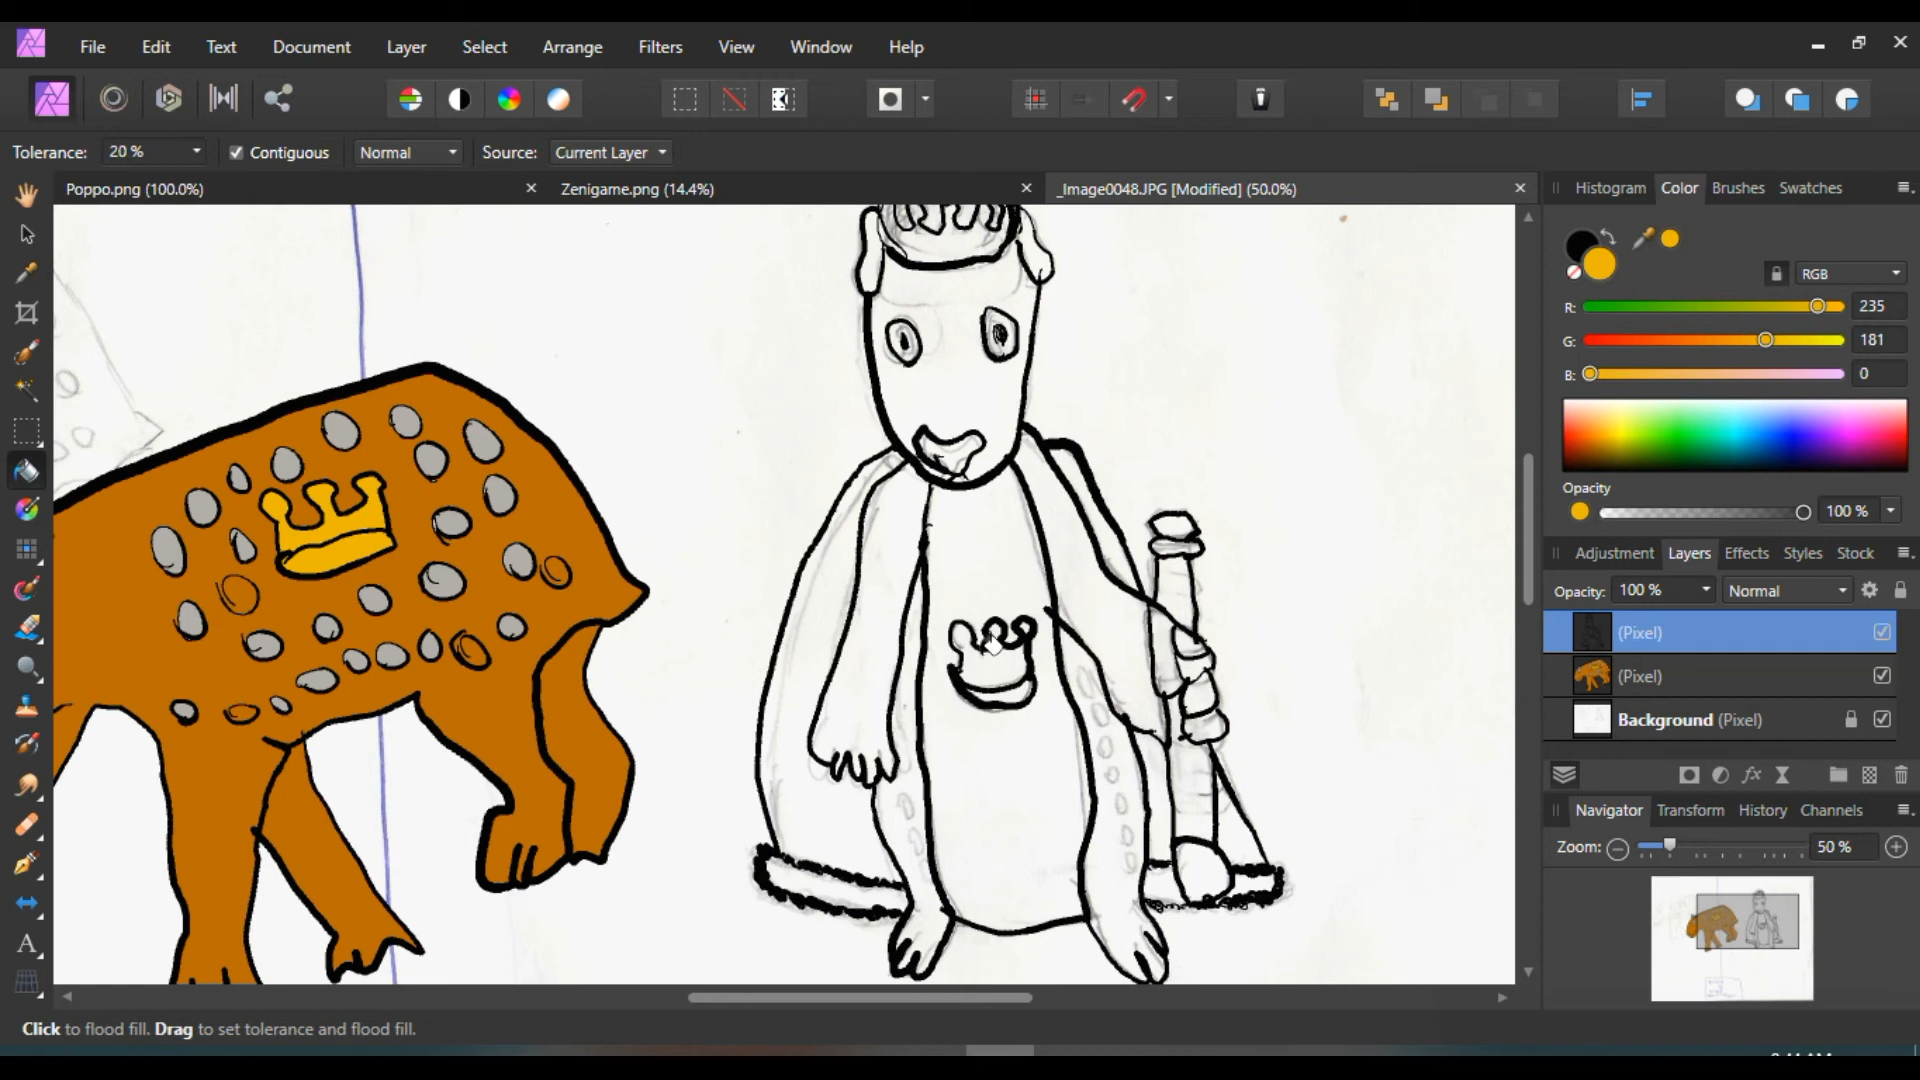 File Edit Text Document Layer Select Arrange Filters View Window Help
Tolerance: 20 % Contiguous Normal Source: Current Layer
Poppo.png (100.0%) Zenigame.png (14.4%) _Image0048.JPG [Modified] (50.0%)
Histogram Color Brushes Swatches
RGB
R: 235
G: 181
B: 0
Opacity
100 %
Adjustment Layers Effects Styles Stock
Opacity: 100 % Normal
(Pixel)
(Pixel)
Background (Pixel)
fx
Navigator Transform History Channels
Zoom: 50 %
A
Click to flood fill. Drag to set tolerance and flood fill.